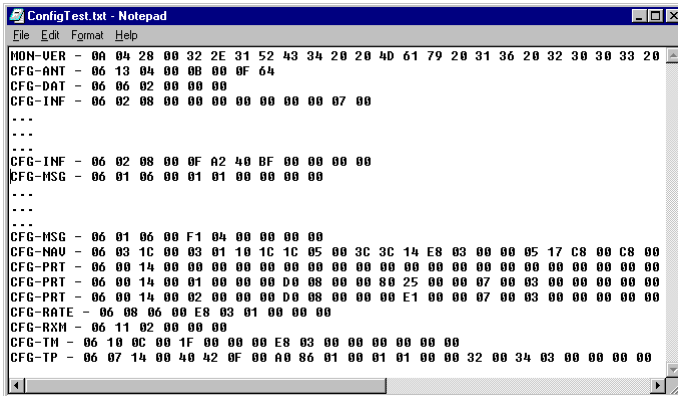 ConfigTest.txt - Notepad
File Edit Format Help
MON-VER - 0A 04 28 00 32 2E 31 52 43 34 20 20 4D 61 79 20 31 36 20 32 30 30 33 20
CFG-ANT - 06 13 04 00 0B 00 0F 64
CFG-DAT - 06 06 02 00 00 00
CFG-INF - 06 02 08 00 00 00 00 00 00 00 07 00
...
...
...
CFG-INF - 06 02 08 00 0F A2 40 BF 00 00 00 00
CFG-MSG - 06 01 06 00 01 01 00 00 00 00
...
...
...
CFG-MSG - 06 01 06 00 F1 04 00 00 00 00
CFG-NAV - 06 03 1C 00 03 01 10 1C 1C 05 00 3C 3C 14 E8 03 00 00 05 17 C8 00 C8 00
CFG-PRT - 06 00 14 00 00 00 00 00 00 00 00 00 00 00 00 00 00 00 00 00 00 00 00 00
CFG-PRT - 06 00 14 00 01 00 00 00 D0 08 00 00 80 25 00 00 07 00 03 00 00 00 00 00
CFG-PRT - 06 00 14 00 02 00 00 00 D0 08 00 00 00 E1 00 00 07 00 03 00 00 00 00 00
CFG-RATE - 06 08 06 00 E8 03 01 00 00 00
CFG-RXM - 06 11 02 00 00 00
CFG-TM - 06 10 0C 00 1F 00 00 00 E8 03 00 00 00 00 00 00
CFG-TP - 06 07 14 00 40 42 0F 00 A0 86 01 00 01 01 00 00 32 00 34 03 00 00 00 00